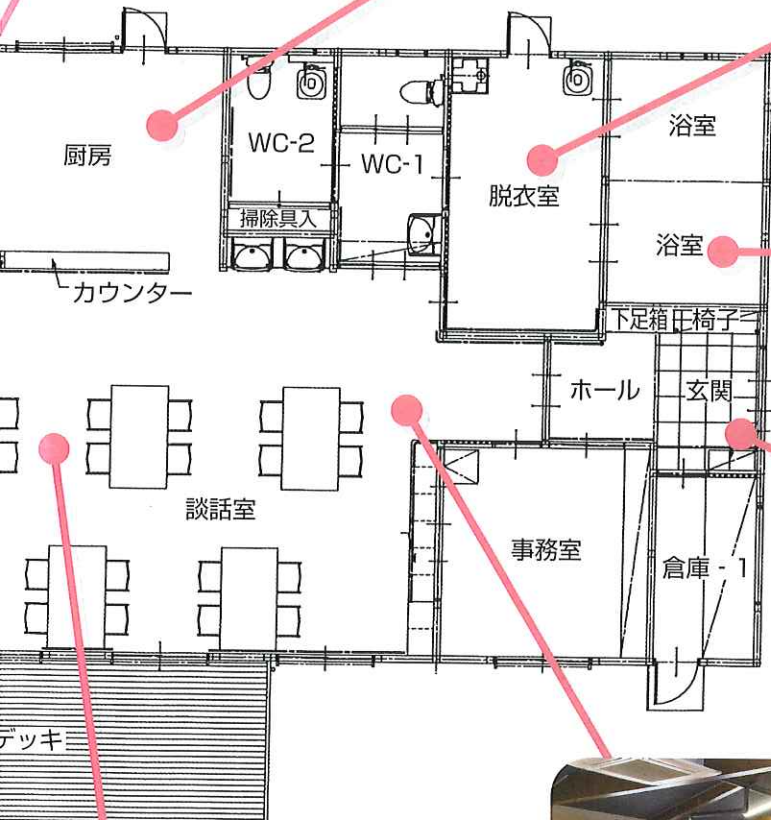 厨房
WC-2
WC-1
脱衣室
浴室
掃除具入
浴室
カウンター
下足箱
椅子
ホール
玄関
談話室
事務室
倉庫 - 1
デッキ